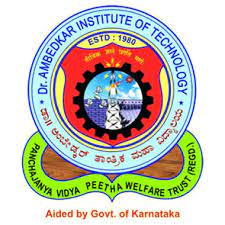 Dr. AMBEDKAR INSTITUTE OF TECHNOLOGY
ESTD : 1980
ಡಾ|| ಅಂಬೇಡ್ಕರ್ ತಾಂತ್ರಿಕ ಮಹಾ ವಿದ್ಯಾಲಯ
PANCHAJANYA VIDYA PEETHA WELFARE TRUST (REGD)
Aided by Govt. of Karnataka